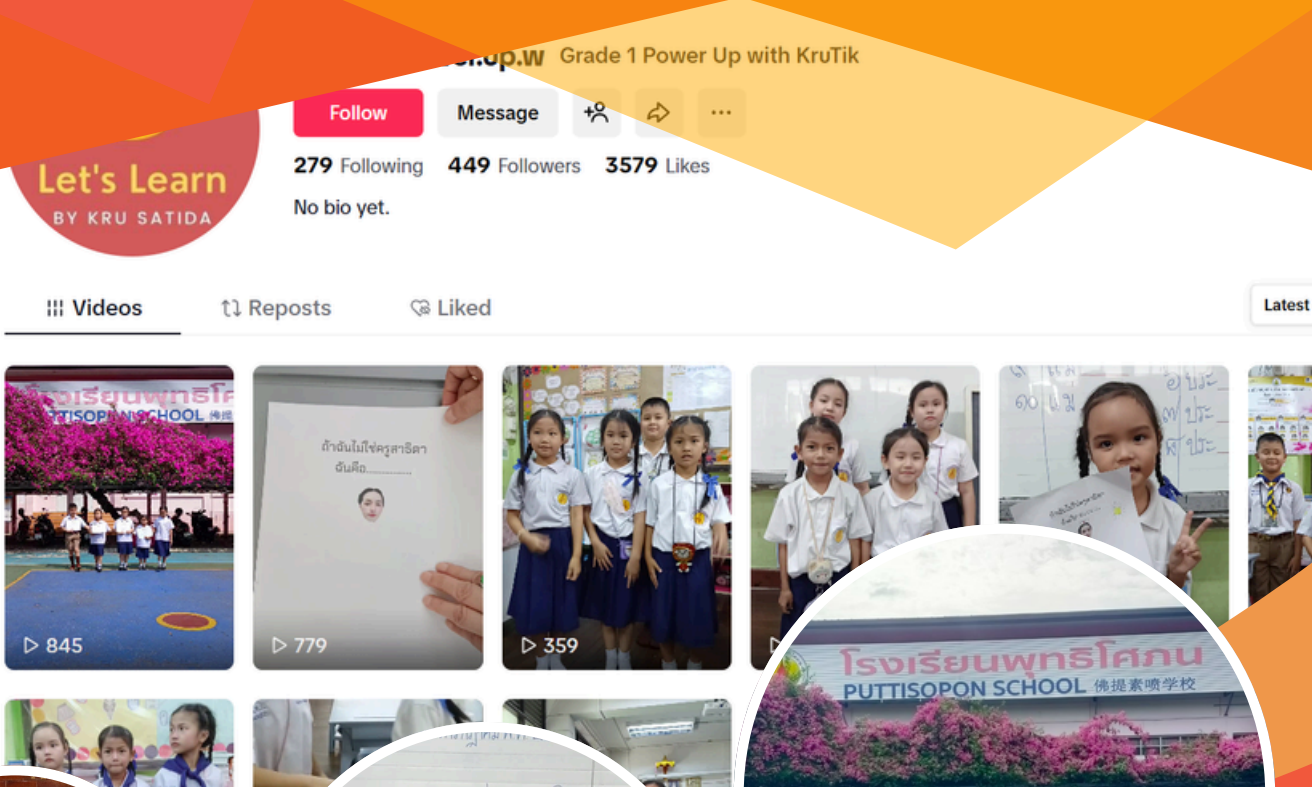 Grade 1 Power Up with KruTik
Follow
Message
279 Following 449 Followers 3579 Likes
No bio yet.
Let's Learn
BY KRU SATIDA
Videos
Reposts
Liked
Latest
TTISOPON SCHOOL
ถ้าฉันไม่ใช่ครูสาธิดา
ฉันคือ..............
845
779
359
โรงเรียนพุทธิโศภน
PUTTISOPON SCHOOL 佛提素喷学校